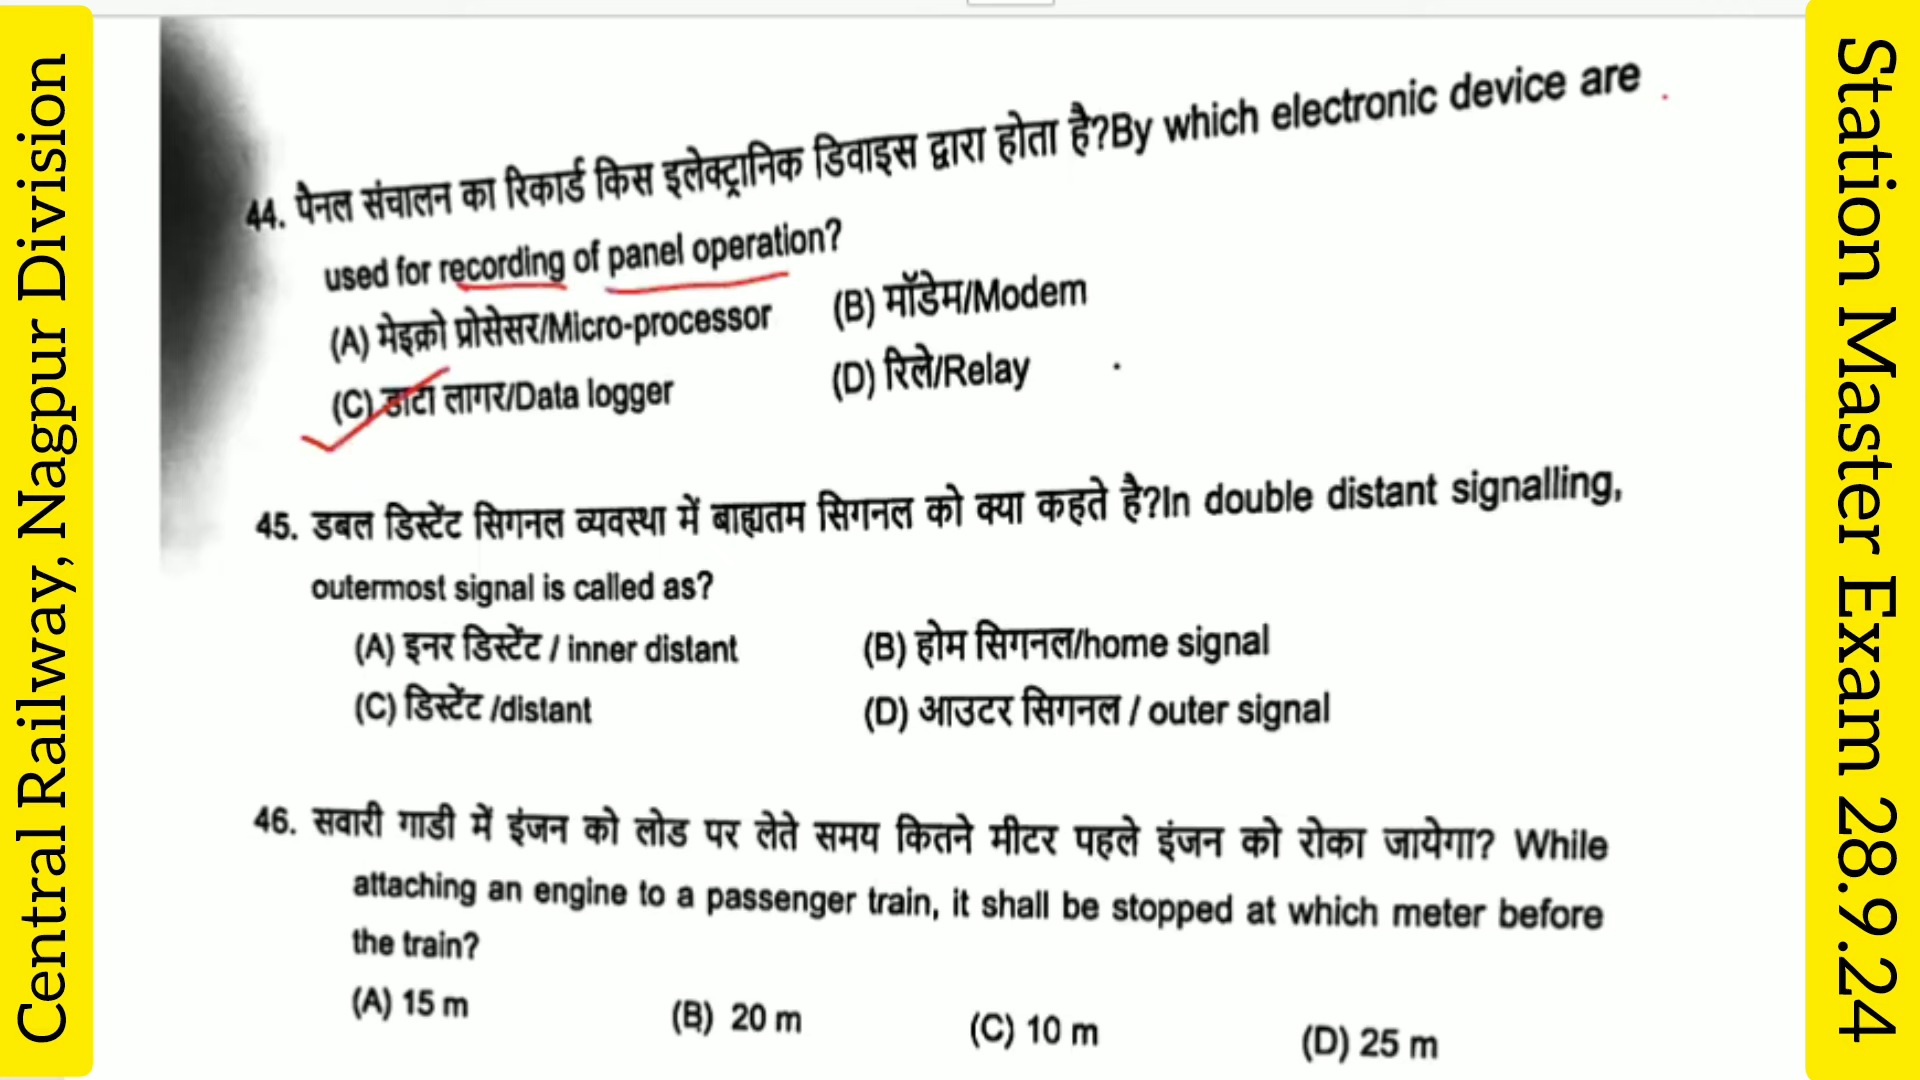 Central Railway, Nagpur Division
44. पैनल संचालन का रिकार्ड किस इलेक्ट्रानिक डिवाइस द्वारा होता है?By which electronic device are
used for recording of panel operation?
(A) मेइक्रो प्रोसेसर/Micro-processor (B) मॉडेम/Modem
(C) डाटा लागर/Data logger (D) रिले/Relay
45. डबल डिस्टेंट सिगनल व्यवस्था में बाह्यतम सिगनल को क्या कहते है?In double distant signalling,
outermost signal is called as?
(A) इनर डिस्टेंट / inner distant (B) होम सिगनल/home signal
(C) डिस्टेंट /distant (D) आउटर सिगनल / outer signal
46. सवारी गाडी में इंजन को लोड पर लेते समय कितने मीटर पहले इंजन को रोका जायेगा? While
attaching an engine to a passenger train, it shall be stopped at which meter before
the train?
(A) 15 m (B) 20 m (C) 10 m (D) 25 m
Station Master Exam 28.9.24